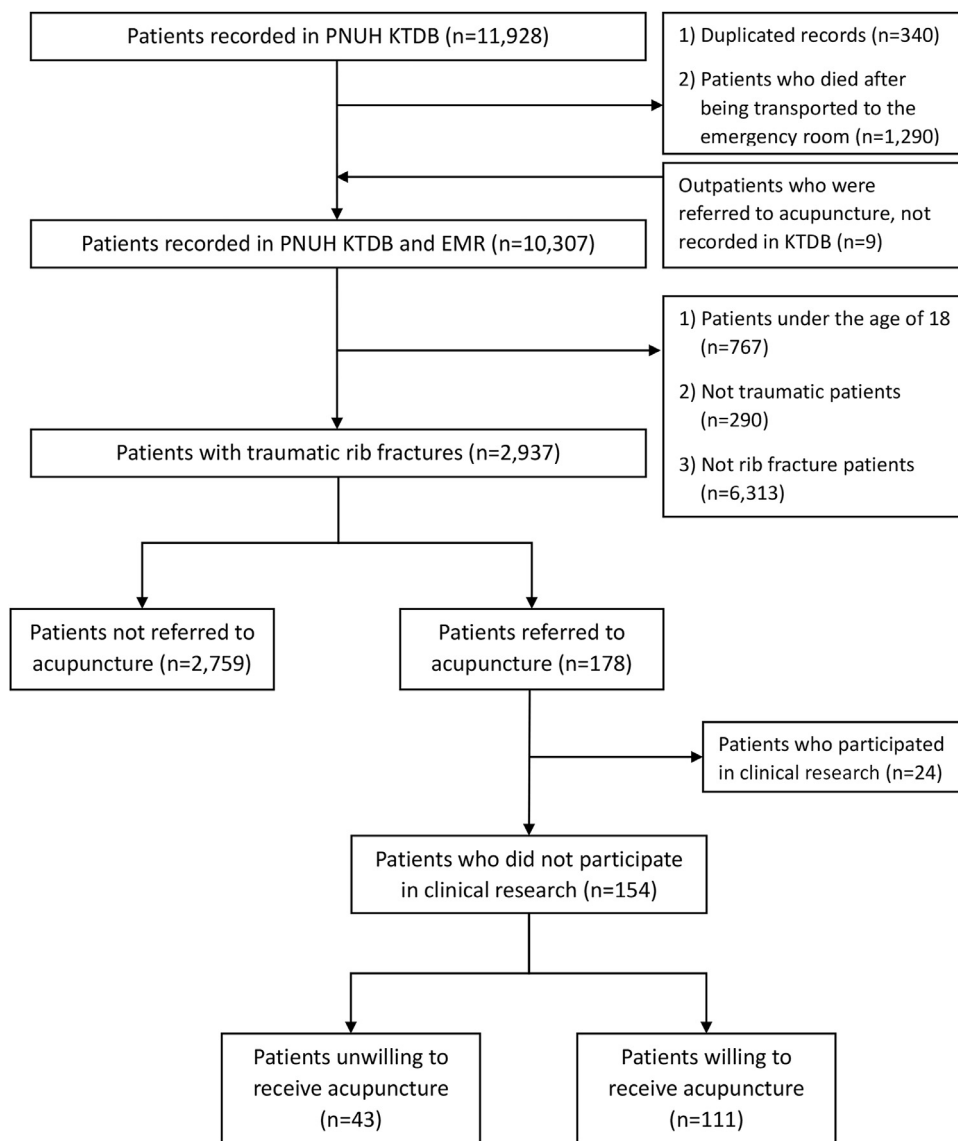 Patients recorded in PNUH KTDB (n=11,928)
1) Duplicated records (n=340)
2) Patients who died after
being transported to the
emergency room (n=1,290)
Outpatients who were
referred to acupuncture, not
recorded in KTDB (n=9)
Patients recorded in PNUH KTDB and EMR (n=10,307)
1) Patients under the age of 18
(n=767)
2) Not traumatic patients
(n=290)
3) Not rib fracture patients
(n=6,313)
Patients with traumatic rib fractures (n=2,937)
Patients not referred to
acupuncture (n=2,759)
Patients referred to
acupuncture (n=178)
Patients who participated
in clinical research (n=24)
Patients who did not participate
in clinical research (n=154)
Patients unwilling to
receive acupuncture
(n=43)
Patients willing to
receive acupuncture
(n=111)